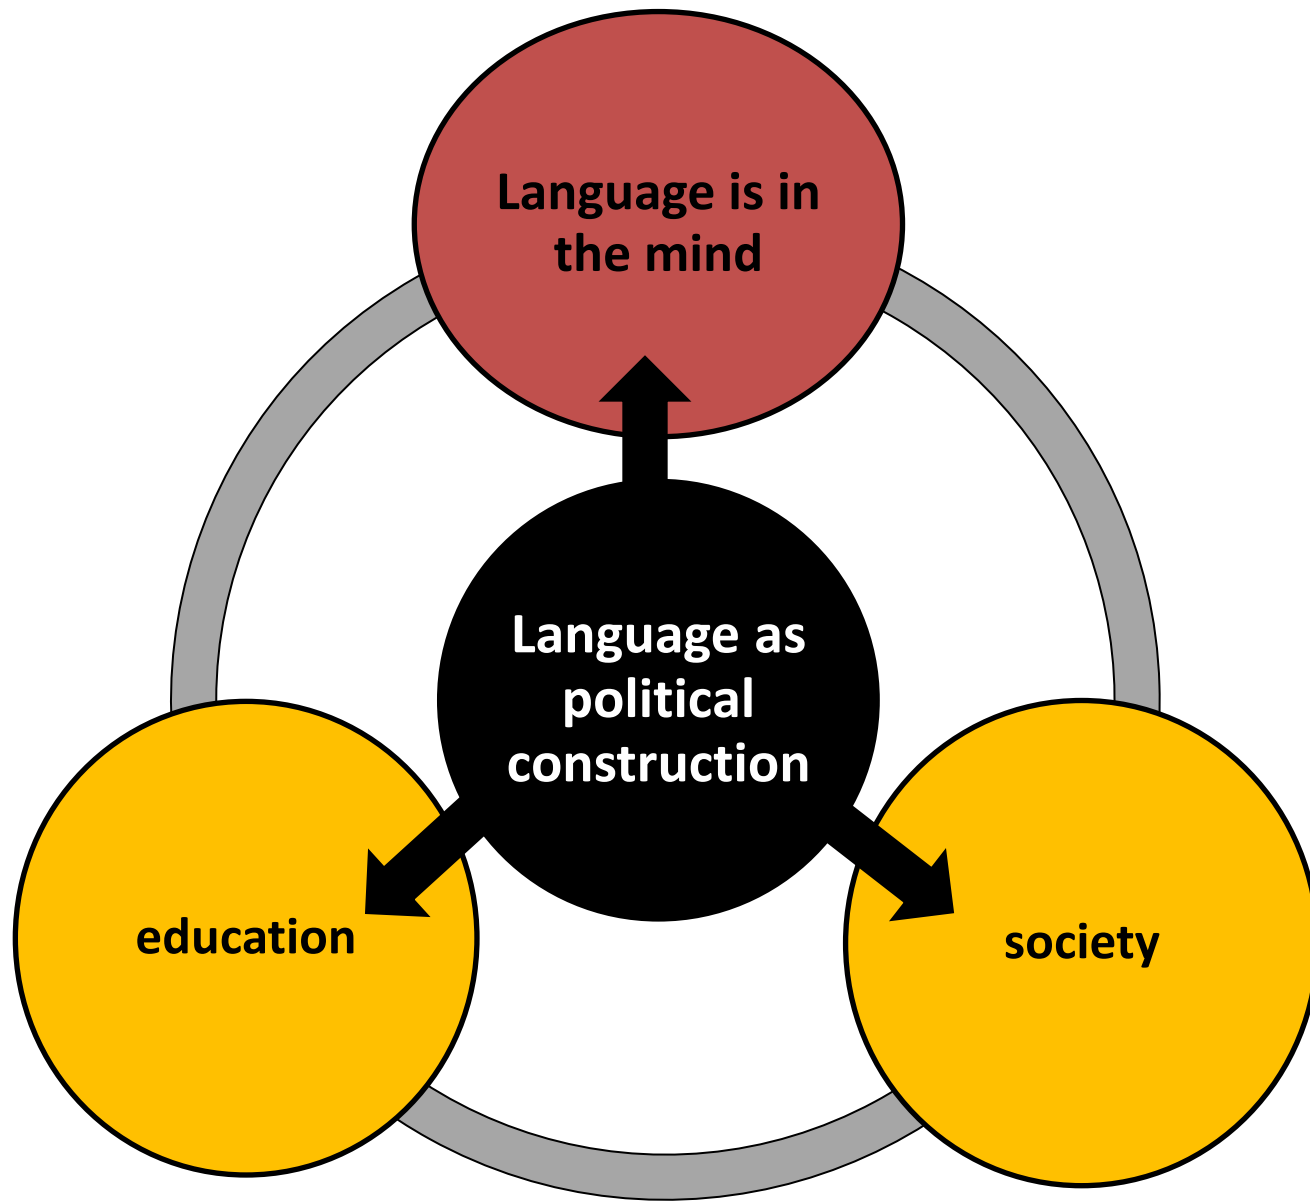 Language is in
the mind
Language as
political
construction
education
society